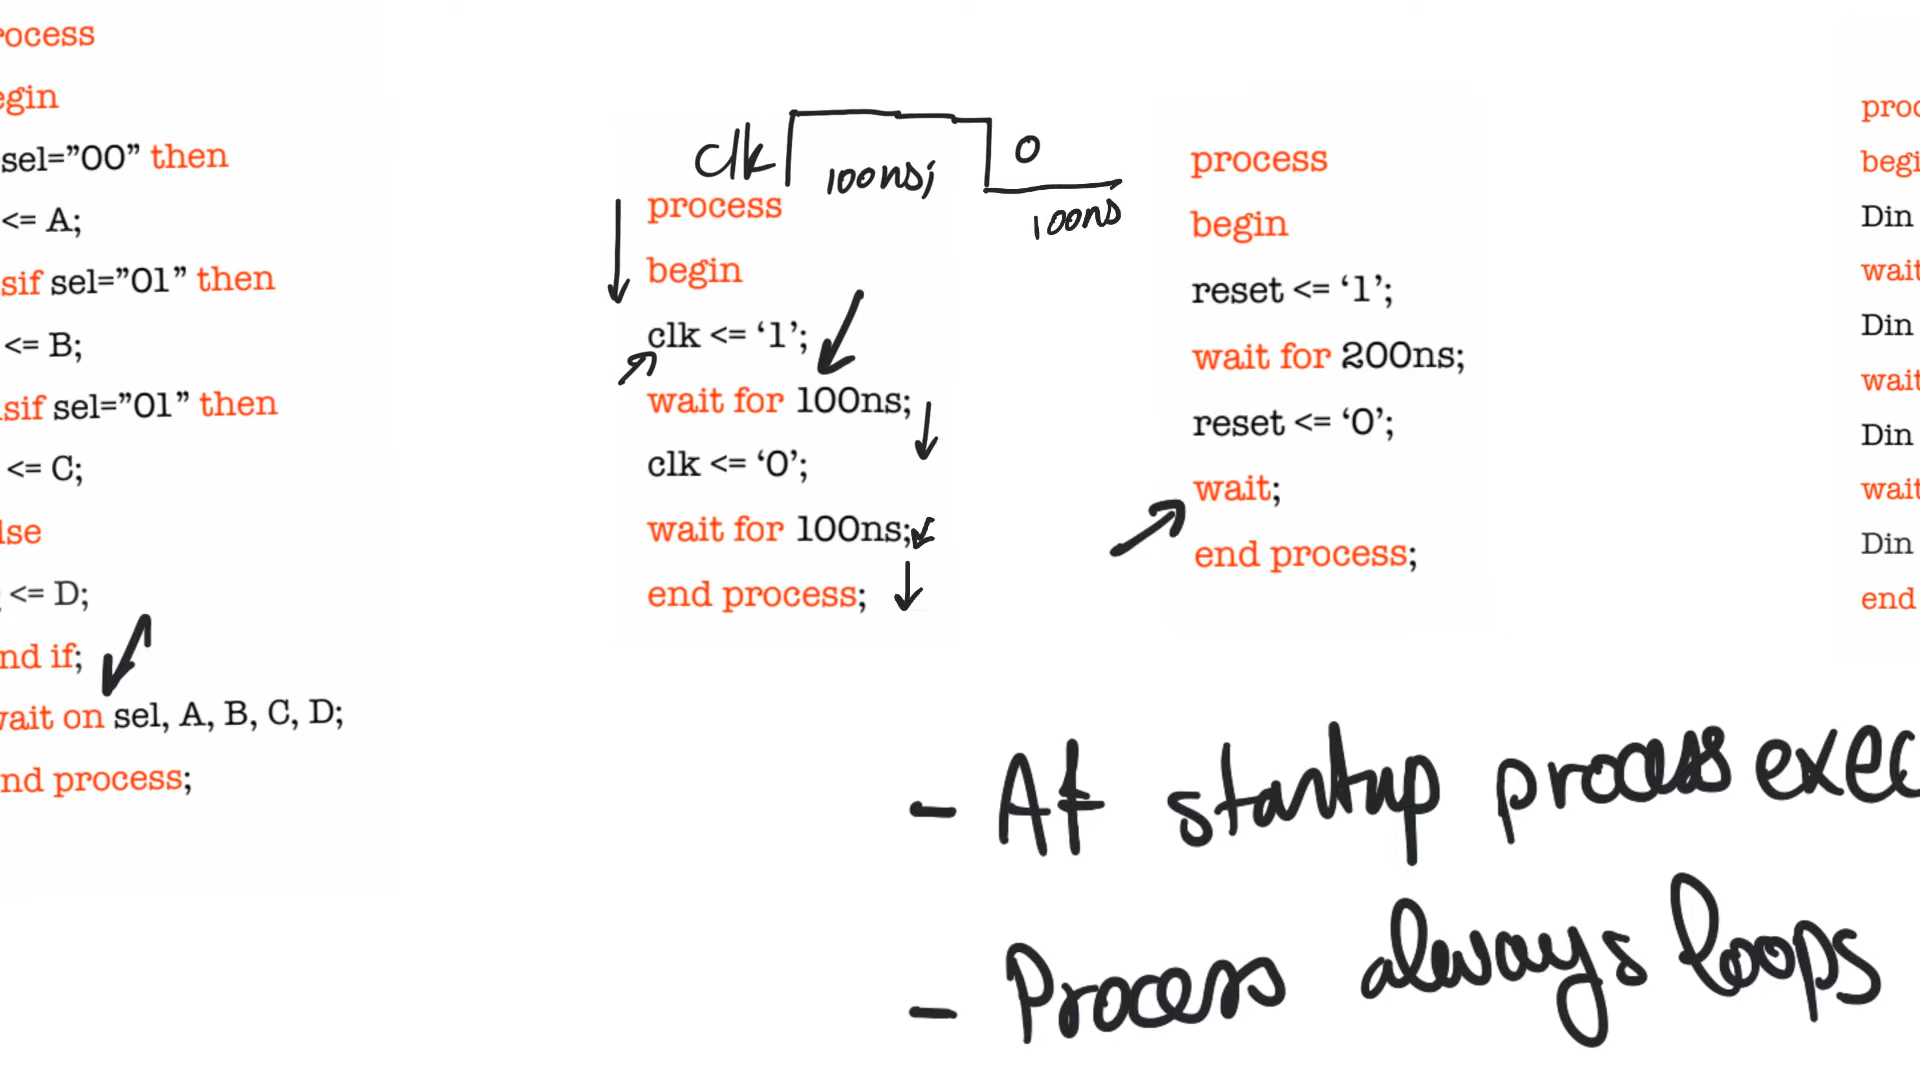 rocess
egin
sel=”00” then
<= A;
sif sel=”01” then
<= B;
sif sel=”01” then
<= C;
lse
<= D;
nd if;
ait on sel, A, B, C, D;
nd process;
clk
100ns;
0
100ns
process
begin
clk <= ‘1’;
wait for 100ns;
clk <= ‘0’;
wait for 100ns;
end process;
process
begin
reset <= ‘1’;
wait for 200ns;
reset <= ‘0’;
wait;
end process;
proc
begi
Din
wait
Din
wait
Din
wait
Din
end
- At startup process exec
- Process always loops